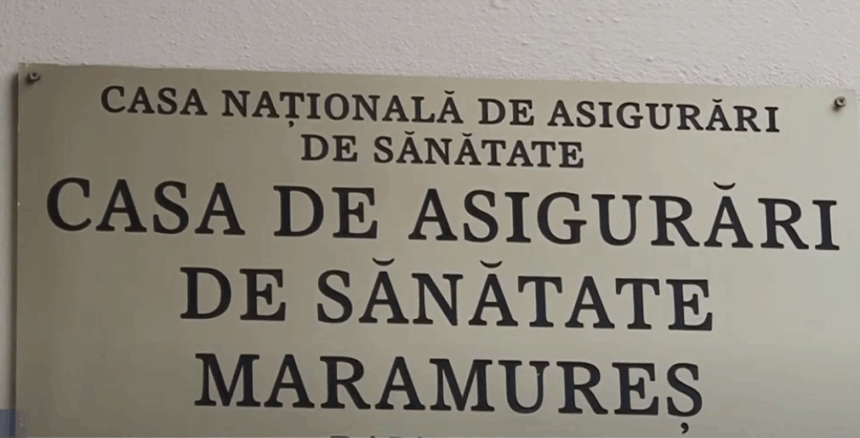 CASA NAȚIONALĂ DE ASIGURĂRI
DE SĂNĂTATE
CASA DE ASIGURĂRI
DE SĂNĂTATE
MARAMUREȘ